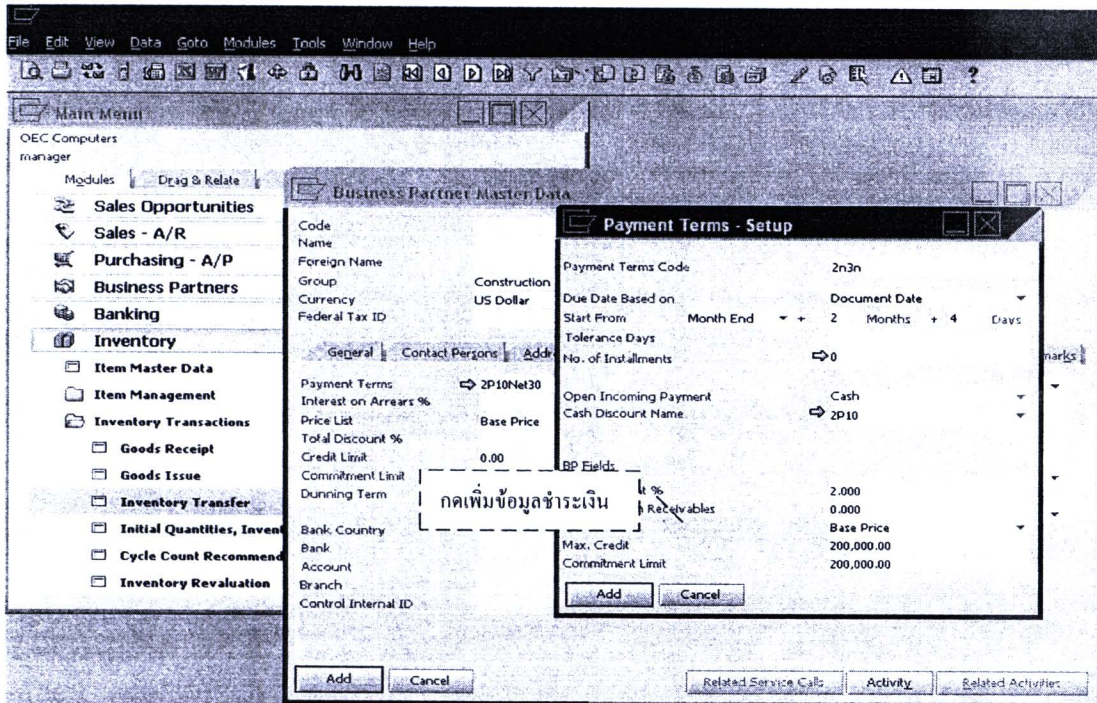 File Edit View Data Goto Modules Tools Window Help
Main Menu
OEC Computers
manager
Modules Drag & Relate
Sales Opportunities
Sales - A/R
Purchasing - A/P
Business Partners
Banking
Inventory
Item Master Data
Item Management
Inventory Transactions
Goods Receipt
Goods Issue
Inventory Transfer
Initial Quantities, Invent
Cycle Count Recommend
Inventory Revaluation
Business Partner Master Data
Code
Name
Foreign Name
Group Construction
Currency US Dollar
Federal Tax ID
General Contact Persons Addr
Payment Terms 2P10Net30
Interest on Arrears %
Price List Base Price
Total Discount %
Credit Limit 0.00
Commitment Limit
Dunning Term
Bank Country
Bank
Account
Branch
Control Internal ID
Add Cancel
Related Service Calls Activity Related Activities
marks
กดเพิ่มข้อมูลชำระเงิน
Payment Terms - Setup
Payment Terms Code 2n3n
Due Date Based on Document Date
Start From Month End + 2 Months + 4 Days
Tolerance Days
No. of Installments 0
Open Incoming Payment Cash
Cash Discount Name 2P10
BP Fields
t % 2.000
n Receivables 0.000
Base Price
Max. Credit 200,000.00
Commitment Limit 200,000.00
Add Cancel